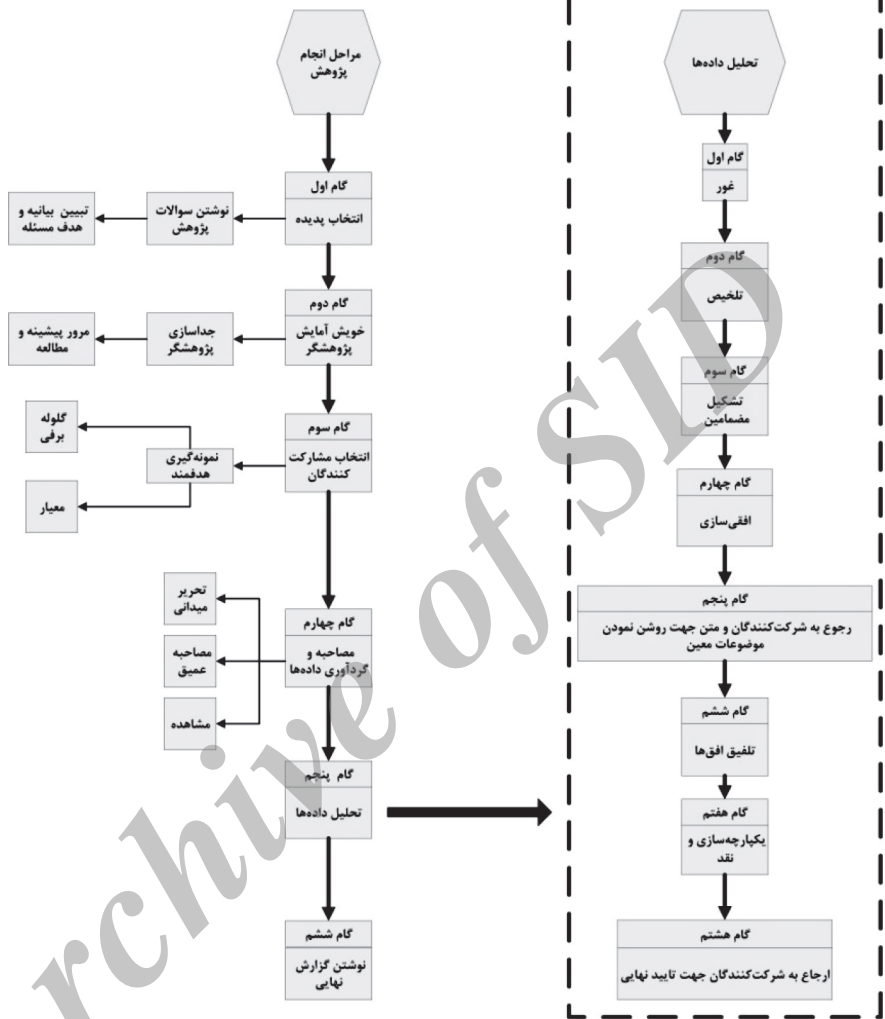 مراحل انجام
پژوهش
گام اول
انتخاب پدیده
نوشتن سوالات
پژوهش
تبیین بیانیه و
هدف مسئله
گام دوم
خویش آمایش
پژوهشگر
جداسازی
پژوهشگر
مرور پیشینه و
مطالعه
گام سوم
انتخاب مشارکت
کنندگان
نمونه‌گیری
هدفمند
گلوله
برفی
معیار
گام چهارم
مصاحبه و
گردآوری داده‌ها
تحریر
میدانی
مصاحبه
عمیق
مشاهده
گام پنجم
تحلیل داده‌ها
گام ششم
نوشتن گزارش
نهایی
تحلیل داده‌ها
گام اول
غور
گام دوم
تلخیص
گام سوم
تشکیل
مضمامین
گام چهارم
افقی‌سازی
گام پنجم
رجوع به شرکت‌کنندگان و متن جهت روشن نمودن
موضوعات معین
گام ششم
تلفیق افق‌ها
گام هفتم
یکپارچه‌سازی و
نقد
گام هشتم
ارجاع به شرکت‌کنندگان جهت تایید نهایی
rchive of SID